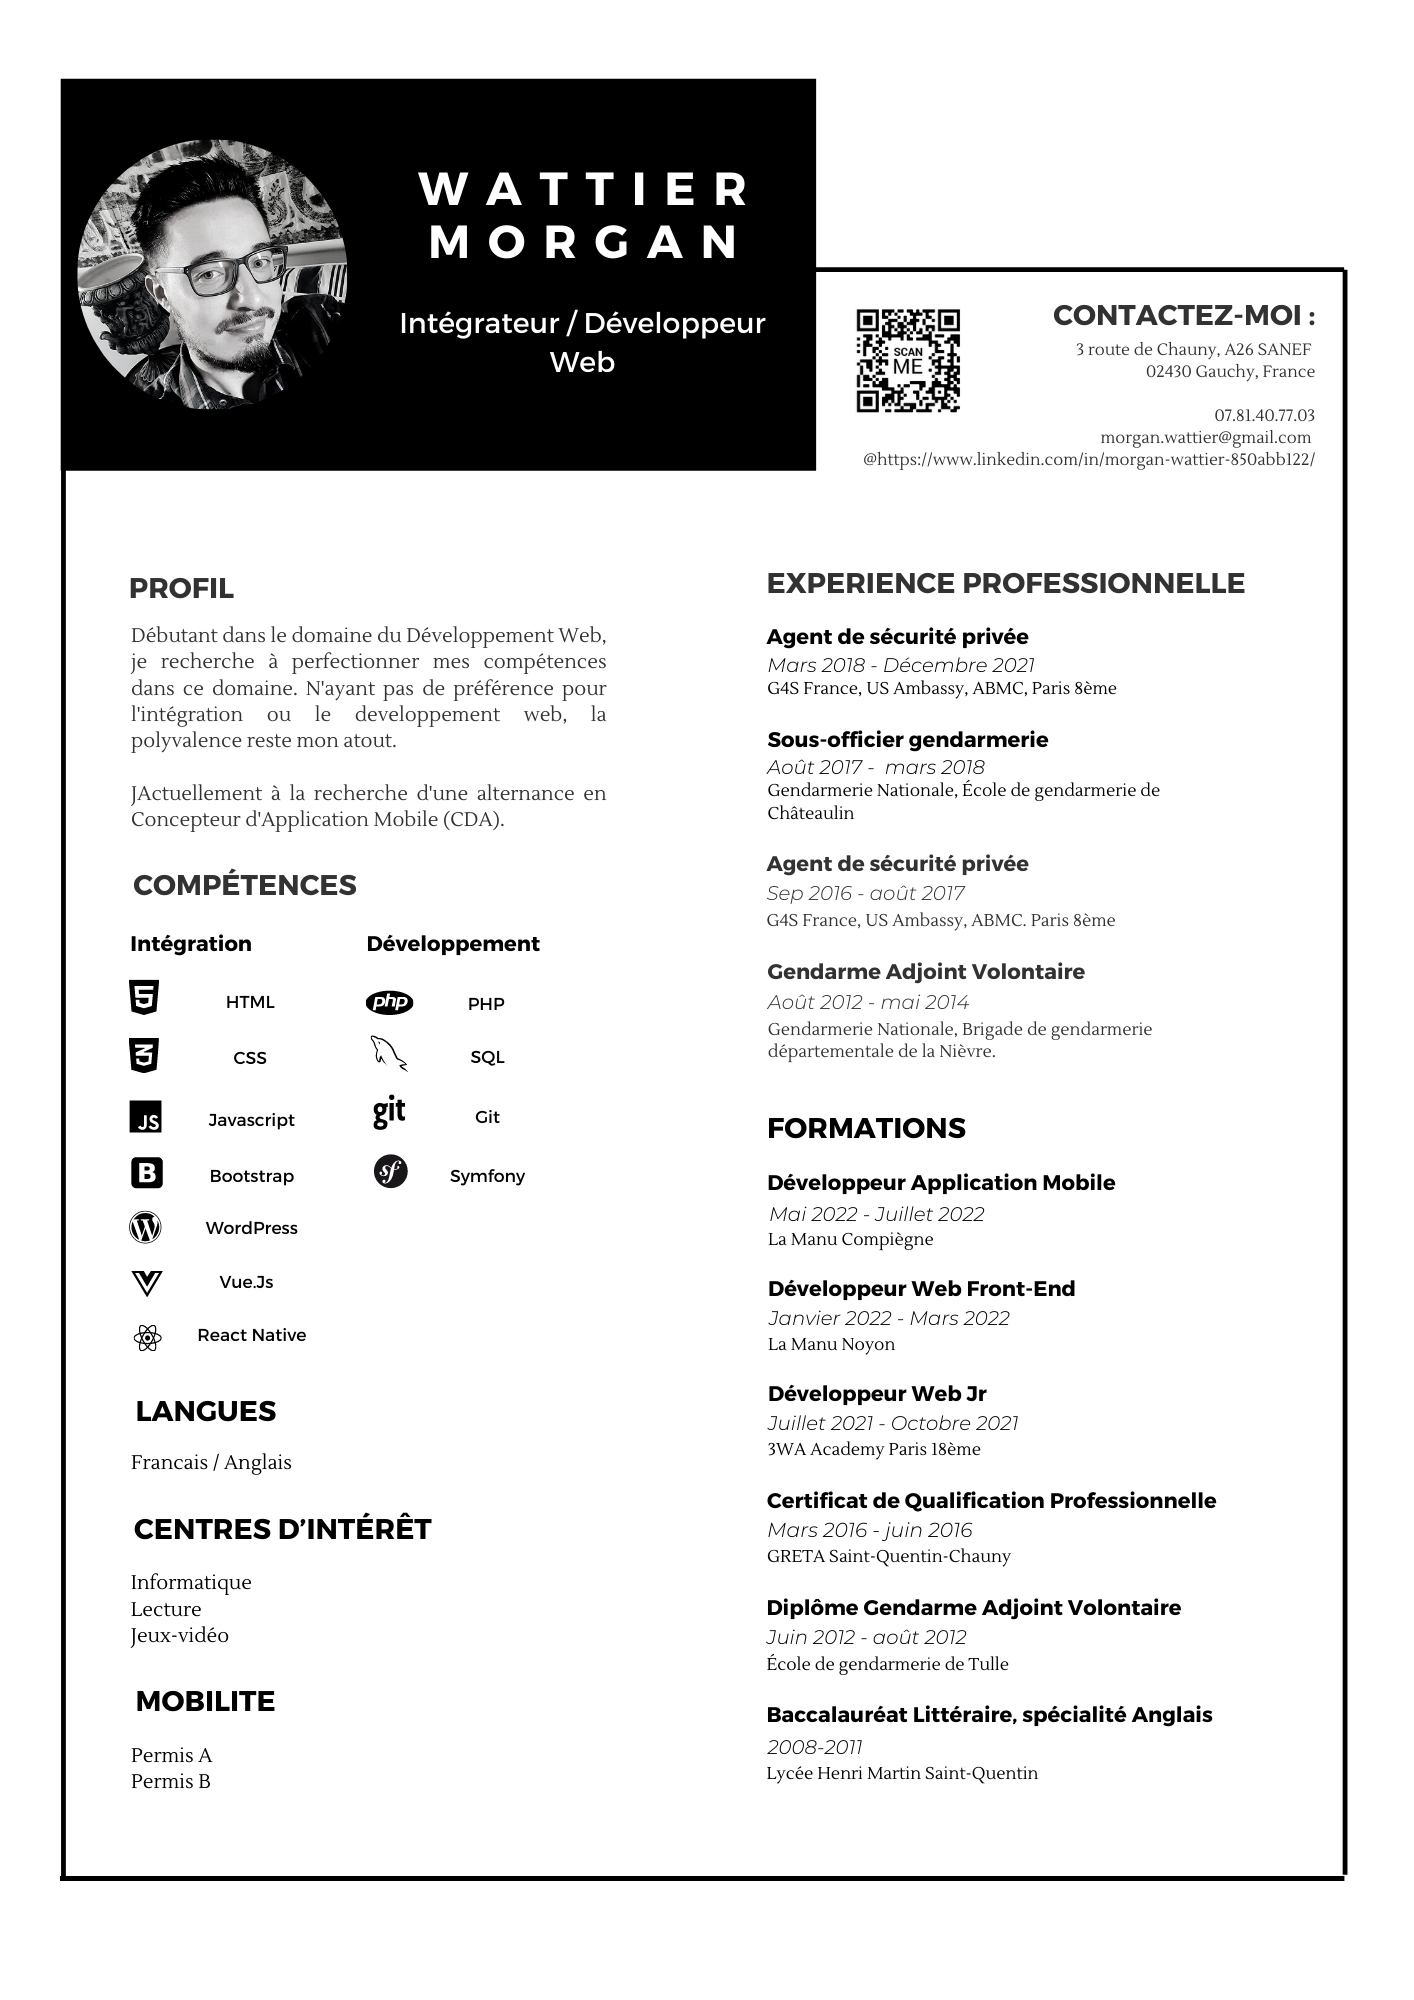 WATTIER
MORGAN
Intégrateur / Développeur
Web
SCAN
ME
CONTACTEZ-MOI :
3 route de Chauny, A26 SANEF
02430 Gauchy, France
07.81.40.77.03
morgan.wattier@gmail.com
@https://www.linkedin.com/in/morgan-wattier-850abb122/
PROFIL
Débutant dans le domaine du Développement Web,
je recherche à perfectionner mes compétences
dans ce domaine. N'ayant pas de préférence pour
l'intégration ou le developpement web, la
polyvalence reste mon atout.
JActuellement à la recherche d'une alternance en
Concepteur d'Application Mobile (CDA).
COMPÉTENCES
Intégration
HTML
CSS
JS Javascript
B Bootstrap
WordPress
Vue.Js
React Native
Développement
php PHP
SQL
git Git
sf Symfony
LANGUES
Francais / Anglais
CENTRES D'INTÉRÊT
Informatique
Lecture
Jeux-vidéo
MOBILITE
Permis A
Permis B
EXPERIENCE PROFESSIONNELLE
Agent de sécurité privée
Mars 2018 - Décembre 2021
G4S France, US Ambassy, ABMC, Paris 8ème
Sous-officier gendarmerie
Août 2017 - mars 2018
Gendarmerie Nationale, École de gendarmerie de
Châteaulin
Agent de sécurité privée
Sep 2016 - août 2017
G4S France, US Ambassy, ABMC. Paris 8ème
Gendarme Adjoint Volontaire
Août 2012 - mai 2014
Gendarmerie Nationale, Brigade de gendarmerie
départementale de la Nièvre.
FORMATIONS
Développeur Application Mobile
Mai 2022 - Juillet 2022
La Manu Compiègne
Développeur Web Front-End
Janvier 2022 - Mars 2022
La Manu Noyon
Développeur Web Jr
Juillet 2021 - Octobre 2021
3WA Academy Paris 18ème
Certificat de Qualification Professionnelle
Mars 2016 - juin 2016
GRETA Saint-Quentin-Chauny
Diplôme Gendarme Adjoint Volontaire
Juin 2012 - août 2012
École de gendarmerie de Tulle
Baccalauréat Littéraire, spécialité Anglais
2008-2011
Lycée Henri Martin Saint-Quentin